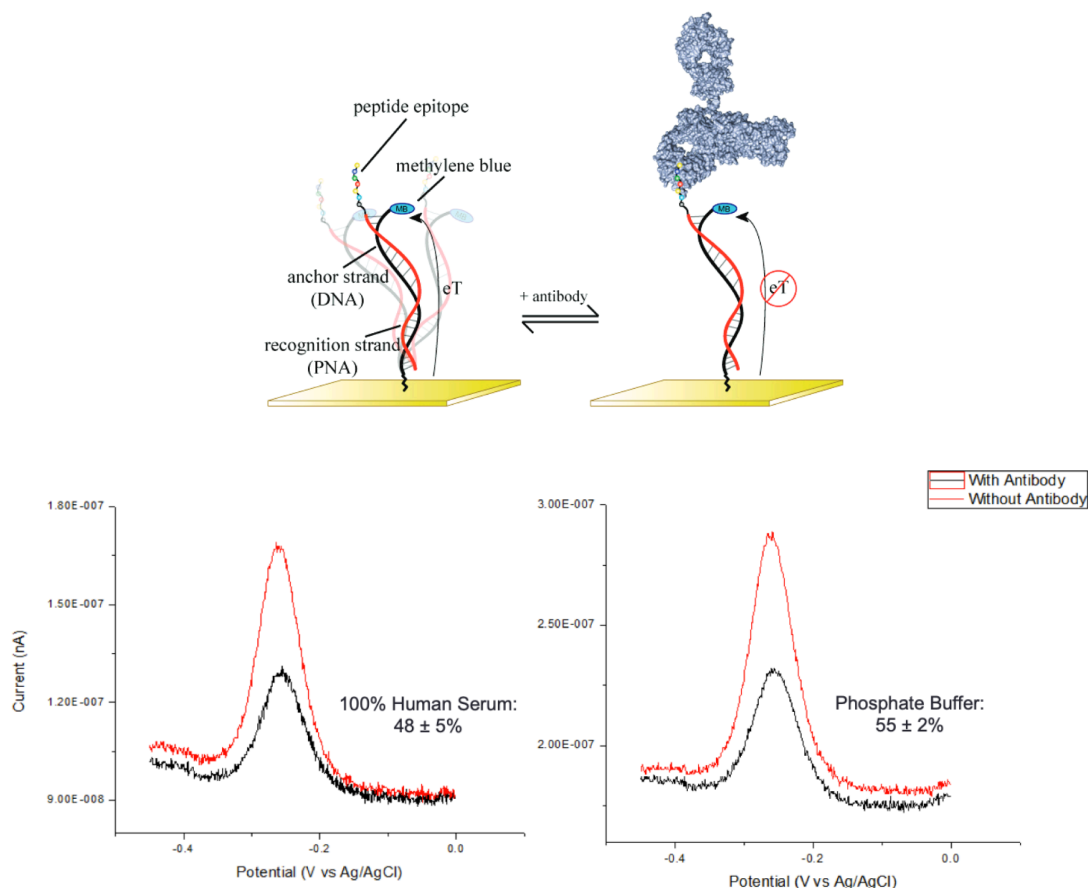 peptide epitope
methylene blue
MB
MB
MB
MB
anchor strand
(DNA)
eT
recognition strand
(PNA)
+ antibody
eT
With Antibody
Without Antibody
1.80E-007
1.50E-007
1.20E-007
9.00E-008
Current (nA)
100% Human Serum:
48 ± 5%
-0.4
-0.2
0.0
Potential (V vs Ag/AgCl)
3.00E-007
2.50E-007
2.00E-007
Phosphate Buffer:
55 ± 2%
-0.4
-0.2
0.0
Potential (V vs Ag/AgCl)